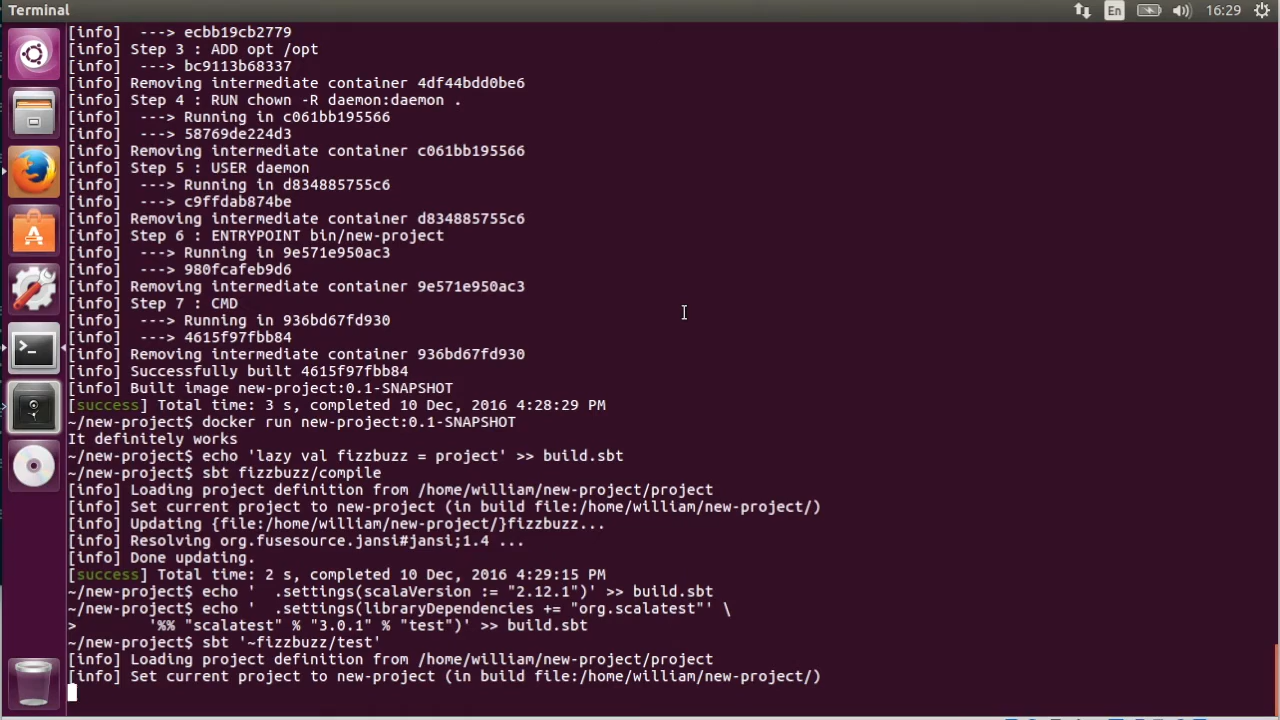 Terminal
En
16:29
[info]  ---> ecbb19cb2779
[info] Step 3 : ADD opt /opt
[info]  ---> bc9113b68337
[info] Removing intermediate container 4df44bdd0be6
[info] Step 4 : RUN chown -R daemon:daemon .
[info]  ---> Running in c061bb195566
[info]  ---> 58769de224d3
[info] Removing intermediate container c061bb195566
[info] Step 5 : USER daemon
[info]  ---> Running in d834885755c6
[info]  ---> c9ffdab874be
[info] Removing intermediate container d834885755c6
[info] Step 6 : ENTRYPOINT bin/new-project
[info]  ---> Running in 9e571e950ac3
[info]  ---> 980fcafeb9d6
[info] Removing intermediate container 9e571e950ac3
[info] Step 7 : CMD
[info]  ---> Running in 936bd67fd930
[info]  ---> 4615f97fbb84
[info] Removing intermediate container 936bd67fd930
[info] Successfully built 4615f97fbb84
[info] Built image new-project:0.1-SNAPSHOT
[success] Total time: 3 s, completed 10 Dec, 2016 4:28:29 PM
~/new-project$ docker run new-project:0.1-SNAPSHOT
It definitely works
~/new-project$ echo 'lazy val fizzbuzz = project' >> build.sbt
~/new-project$ sbt fizzbuzz/compile
[info] Loading project definition from /home/william/new-project/project
[info] Set current project to new-project (in build file:/home/william/new-project/)
[info] Updating {file:/home/william/new-project/}fizzbuzz...
[info] Resolving org.fusesource.jansi#jansi;1.4 ...
[info] Done updating.
[success] Total time: 2 s, completed 10 Dec, 2016 4:29:15 PM
~/new-project$ echo '  .settings(scalaVersion := "2.12.1")' >> build.sbt
~/new-project$ echo '  .settings(libraryDependencies += "org.scalatest"' \
>        '%% "scalatest" % "3.0.1" % "test")' >> build.sbt
~/new-project$ sbt '~fizzbuzz/test'
[info] Loading project definition from /home/william/new-project/project
[info] Set current project to new-project (in build file:/home/william/new-project/)